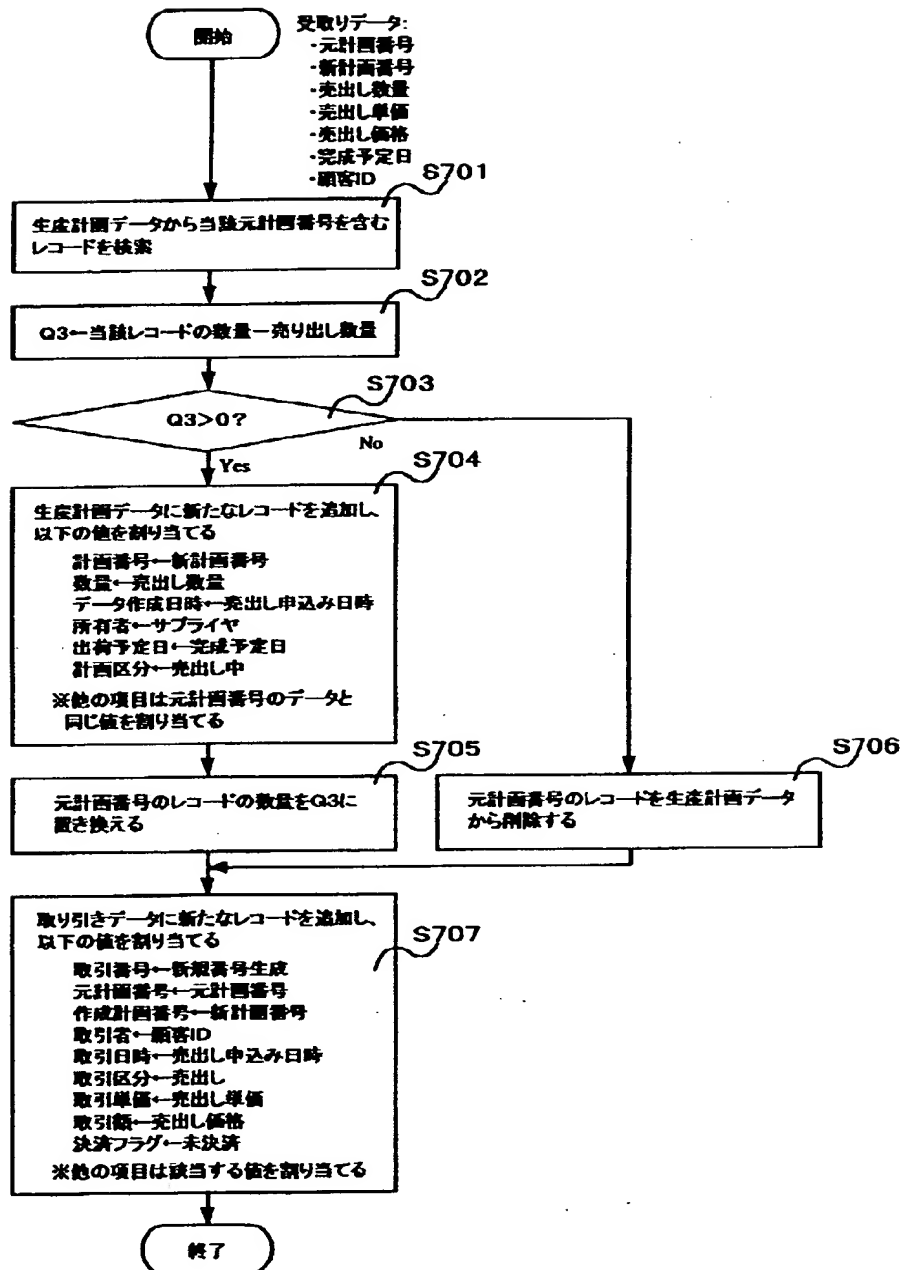 開始
受取りデータ:
・元計画番号
・新計画番号
・売出し数量
・売出し単価
・売出し価格
・完成予定日
・顧客ID
S701
生産計画データから当該元計画番号を含む
レコードを検索
S702
Q3←当該レコードの数量－売り出し数量
S703
Q3>0?
No
Yes
S704
生産計画データに新たなレコードを追加し、
以下の値を割り当てる
計画番号←新計画番号
数量←売出し数量
データ作成日時←売出し申込み日時
所有者←サプライヤ
出荷予定日←完成予定日
計画区分←売出し中
※他の項目は元計画番号のデータと
同じ値を割り当てる
S705
元計画番号のレコードの数量をQ3に
置き換える
S706
元計画番号のレコードを生産計画データ
から削除する
S707
取り引きデータに新たなレコードを追加し、
以下の値を割り当てる
取引番号←新規番号生成
元計画番号←元計画番号
作成計画番号←新計画番号
取引者←顧客ID
取引日時←売出し申込み日時
取引区分←売出し
取引単価←売出し単価
取引額←売出し価格
決済フラグ←未決済
※他の項目は該当する値を割り当てる
終了